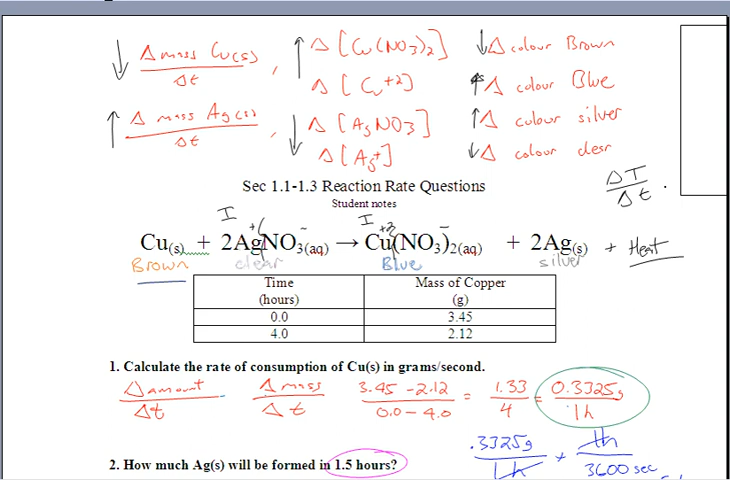 ↓ Δ mass Cu(s) / Δt , ↑ Δ [Cu(NO3)2] ↓Δ colour Brown
Δ [Cu+2] ↑Δ colour Blue
↑ Δ mass Ag(s) / Δt , ↓ Δ [AgNO3] ↑Δ colour silver
Δ [Ag+] ↓Δ colour clear
ΔT / Δt .
Sec 1.1-1.3 Reaction Rate Questions
Student notes
I +1 - I +2 -
Cu(s) + 2AgNO3(aq) → Cu(NO3)2(aq) + 2Ag(s) + Heat
Brown clear Blue silver
Time (hours) Mass of Copper (g)
0.0 3.45
4.0 2.12
1. Calculate the rate of consumption of Cu(s) in grams/second.
Δ amount / Δt = Δ mass / Δt 3.45 - 2.12 / 0.0 - 4.0 = 1.33 / 4 = 0.3325g / 1h
.3325g / 1h × 1h / 3600 sec
2. How much Ag(s) will be formed in 1.5 hours?